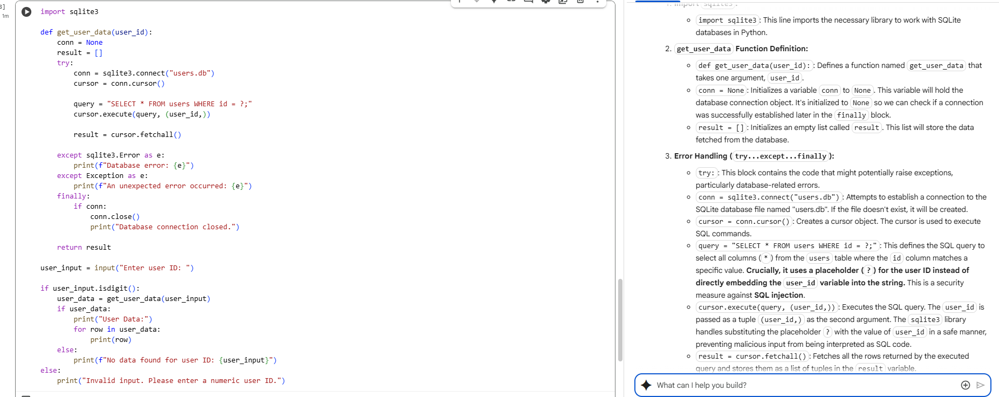 s]
1m
import sqlite3
def get_user_data(user_id):
conn = None
result = []
try:
conn = sqlite3.connect("users.db")
cursor = conn.cursor()
query = "SELECT * FROM users WHERE id = ?;"
cursor.execute(query, (user_id,))
result = cursor.fetchall()
except sqlite3.Error as e:
print(f"Database error: {e}")
except Exception as e:
print(f"An unexpected error occurred: {e}")
finally:
if conn:
conn.close()
print("Database connection closed.")
return result
user_input = input("Enter user ID: ")
if user_input.isdigit():
user_data = get_user_data(user_input)
if user_data:
print("User Data:")
for row in user_data:
print(row)
else:
print(f"No data found for user ID: {user_input}")
else:
print("Invalid input. Please enter a numeric user ID.")
1. import sqlite3:
import sqlite3: This line imports the necessary library to work with SQLite
databases in Python.
2. get_user_data Function Definition:
def get_user_data(user_id):: Defines a function named get_user_data that
takes one argument, user_id.
conn = None: Initializes a variable conn to None. This variable will hold the
database connection object. It's initialized to None so we can check if a connection
was successfully established later in the finally block.
result = []: Initializes an empty list called result. This list will store the data
fetched from the database.
3. Error Handling (try...except...finally):
try:: This block contains the code that might potentially raise exceptions,
particularly database-related errors.
conn = sqlite3.connect("users.db"): Attempts to establish a connection to the
SQLite database file named "users.db". If the file doesn't exist, it will be created.
cursor = conn.cursor(): Creates a cursor object. The cursor is used to execute
SQL commands.
query = "SELECT * FROM users WHERE id = ?;": This defines the SQL query to
select all columns (*) from the users table where the id column matches a
specific value. Crucially, it uses a placeholder (?) for the user ID instead of
directly embedding the user_id variable into the string. This is a security
measure against SQL injection.
cursor.execute(query, (user_id,)): Executes the SQL query. The user_id is
passed as a tuple (user_id,) as the second argument. The sqlite3 library
handles substituting the placeholder ? with the value of user_id in a safe manner,
preventing malicious input from being interpreted as SQL code.
result = cursor.fetchall(): Fetches all the rows returned by the executed
query and stores them as a list of tuples in the result variable.
What can I help you build?